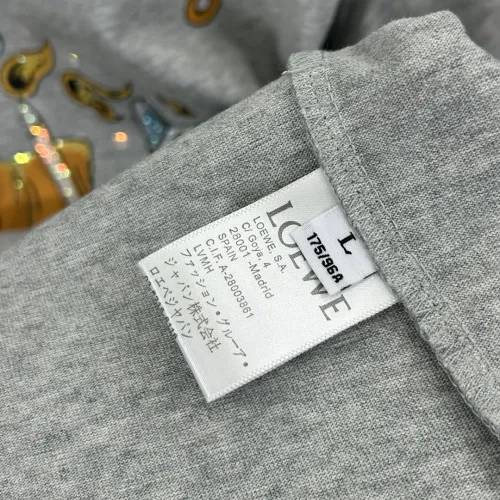 LOEWE
L
175/96A
LOEWE, S.A.
C/ Goya, 4
28001 -Madrid
SPAIN
C.I.F. A-28003861
LVMH
ファッション・グループ・
ジャパン株式会社
ロエベジャパン